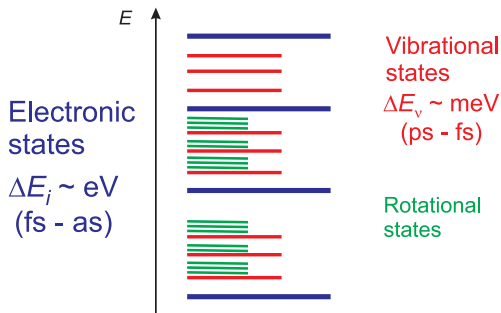 E
Electronic
states
ΔEᵢ ~ eV
(fs - as)
Vibrational
states
ΔEᵥ ~ meV
(ps - fs)
Rotational
states